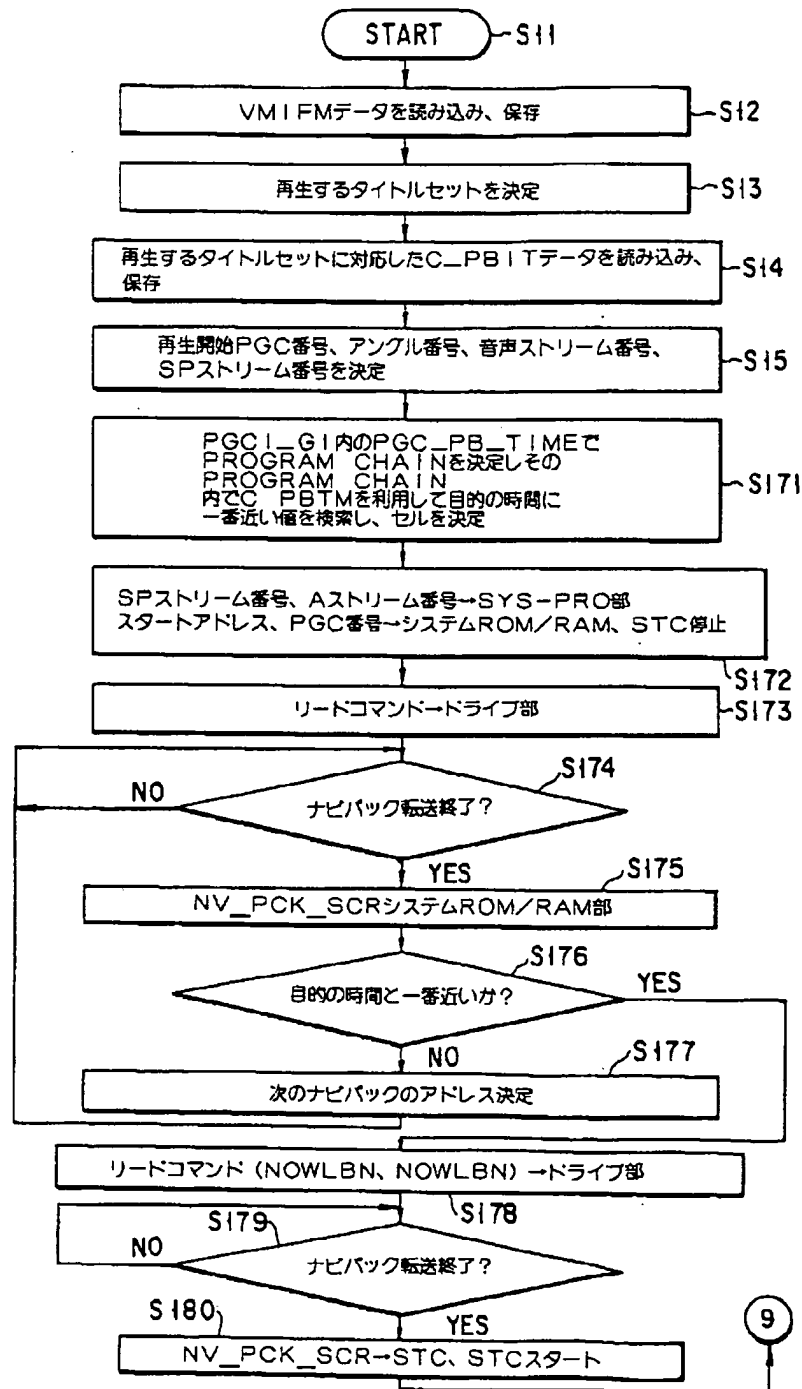 START
S11
VMIFMデータを読み込み、保存
S12
再生するタイトルセットを決定
S13
再生するタイトルセットに対応したC_PBITデータを読み込み、
保存
S14
再生開始PGC番号、アングル番号、音声ストリーム番号、
SPストリーム番号を決定
S15
PGCI_GI内のPGC_PB_TIMEで
PROGRAM CHAINを決定しその
PROGRAM CHAIN
内でC_PBTMを利用して目的の時間に
一番近い値を検索し、セルを決定
S171
SPストリーム番号、Aストリーム番号→SYS-PRO部
スタートアドレス、PGC番号→システムROM/RAM、STC停止
S172
リードコマンド→ドライブ部
S173
S174
NO
ナビパック転送終了?
YES
S175
NV_PCK_SCRシステムROM/RAM部
S176
目的の時間と一番近いか?
YES
NO
S177
次のナビパックのアドレス決定
リードコマンド(NOWLBN、NOWLBN)→ドライブ部
S178
S179
NO
ナビパック転送終了?
YES
S180
NV_PCK_SCR→STC、STCスタート
9